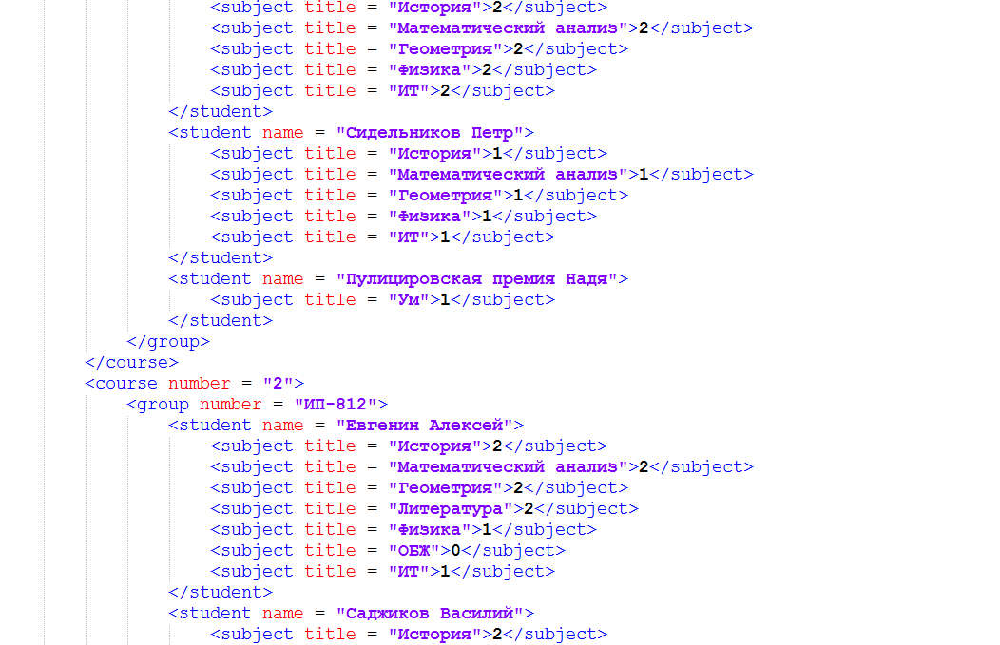 <subject title = "История">2</subject>
<subject title = "Математический анализ">2</subject>
<subject title = "Геометрия">2</subject>
<subject title = "Физика">2</subject>
<subject title = "ИТ">2</subject>
</student>
<student name = "Сидельников Петр">
<subject title = "История">1</subject>
<subject title = "Математический анализ">1</subject>
<subject title = "Геометрия">1</subject>
<subject title = "Физика">1</subject>
<subject title = "ИТ">1</subject>
</student>
<student name = "Пулицировская премия Надя">
<subject title = "Ум">1</subject>
</student>
</group>
</course>
<course number = "2">
<group number = "ИП-812">
<student name = "Евгенин Алексей">
<subject title = "История">2</subject>
<subject title = "Математический анализ">2</subject>
<subject title = "Геометрия">2</subject>
<subject title = "Литература">2</subject>
<subject title = "Физика">1</subject>
<subject title = "ОБЖ">0</subject>
<subject title = "ИТ">1</subject>
</student>
<student name = "Саджиков Василий">
<subject title = "История">2</subject>